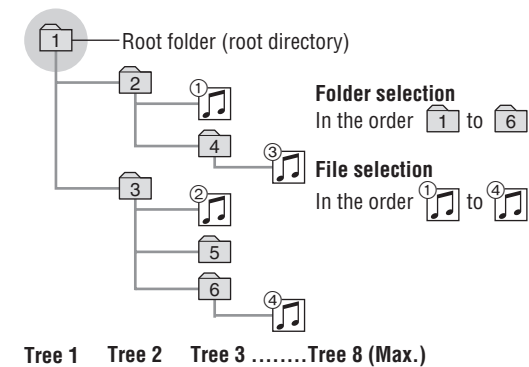 1 Root folder (root directory)
2 ①
4 ③
3 ②
5
6 ④
Folder selection
In the order 1 to 6
File selection
In the order ① to ④
Tree 1 Tree 2 Tree 3 ........Tree 8 (Max.)